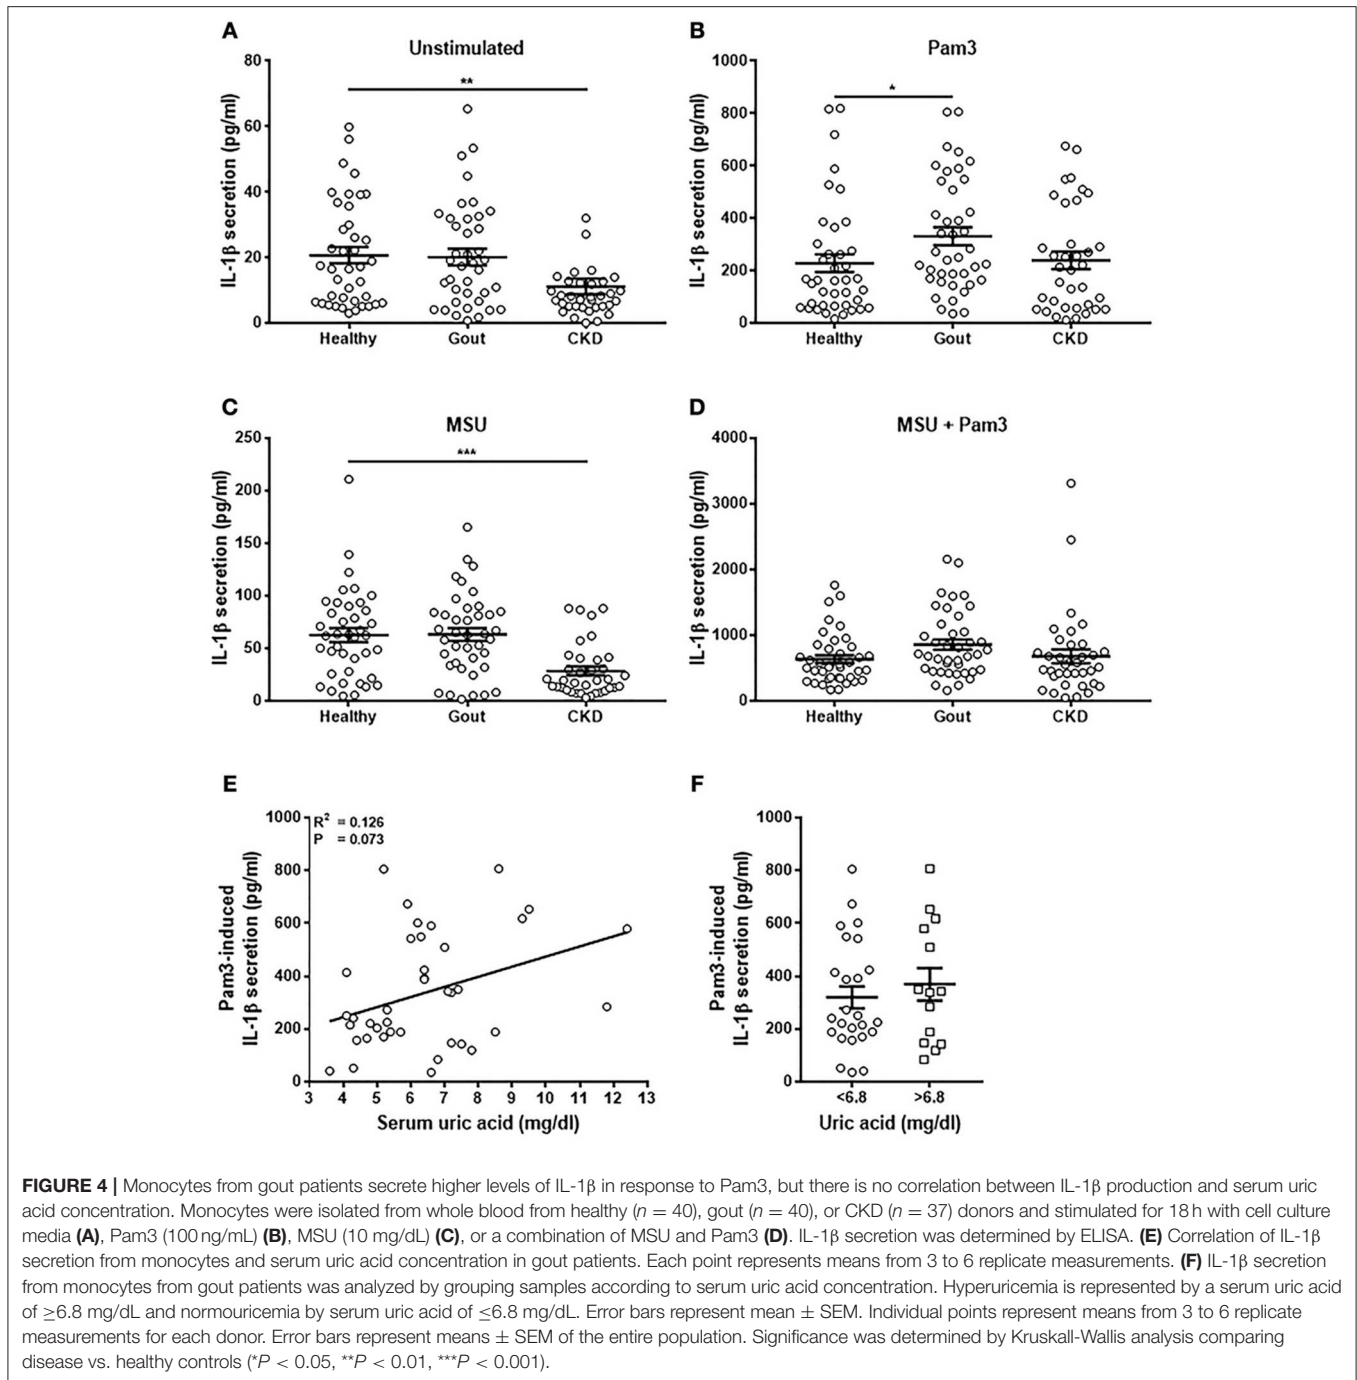 A
Unstimulated
**
IL-1β secretion (pg/ml)
80
60
40
20
0
Healthy Gout CKD
B
Pam3
*
IL-1β secretion (pg/ml)
1000
800
600
400
200
0
Healthy Gout CKD
C
MSU
***
IL-1β secretion (pg/ml)
250
200
150
100
50
0
Healthy Gout CKD
D
MSU + Pam3
IL-1β secretion (pg/ml)
4000
3000
2000
1000
0
Healthy Gout CKD
E
R² = 0.126
P = 0.073
Pam3-induced
IL-1β secretion (pg/ml)
1000
800
600
400
200
0
3 4 5 6 7 8 9 10 11 12 13
Serum uric acid (mg/dl)
F
Pam3-induced
IL-1β secretion (pg/ml)
1000
800
600
400
200
0
<6.8 >6.8
Uric acid (mg/dl)
FIGURE 4 | Monocytes from gout patients secrete higher levels of IL-1β in response to Pam3, but there is no correlation between IL-1β production and serum uric
acid concentration. Monocytes were isolated from whole blood from healthy (n = 40), gout (n = 40), or CKD (n = 37) donors and stimulated for 18 h with cell culture
media (A), Pam3 (100 ng/mL) (B), MSU (10 mg/dL) (C), or a combination of MSU and Pam3 (D). IL-1β secretion was determined by ELISA. (E) Correlation of IL-1β
secretion from monocytes and serum uric acid concentration in gout patients. Each point represents means from 3 to 6 replicate measurements. (F) IL-1β secretion
from monocytes from gout patients was analyzed by grouping samples according to serum uric acid concentration. Hyperuricemia is represented by a serum uric acid
of ≥6.8 mg/dL and normouricemia by serum uric acid of ≤6.8 mg/dL. Error bars represent mean ± SEM. Individual points represent means from 3 to 6 replicate
measurements for each donor. Error bars represent means ± SEM of the entire population. Significance was determined by Kruskall-Wallis analysis comparing
disease vs. healthy controls (*P < 0.05, **P < 0.01, ***P < 0.001).